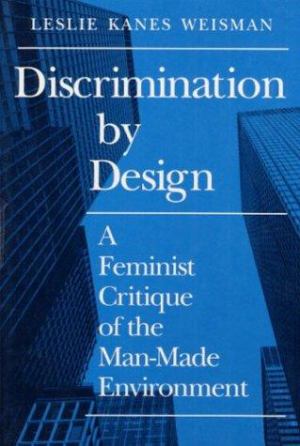 LESLIE KANES WEISMAN
Discrimination
by
Design
A
Feminist
Critique
of the
Man-Made
Environment